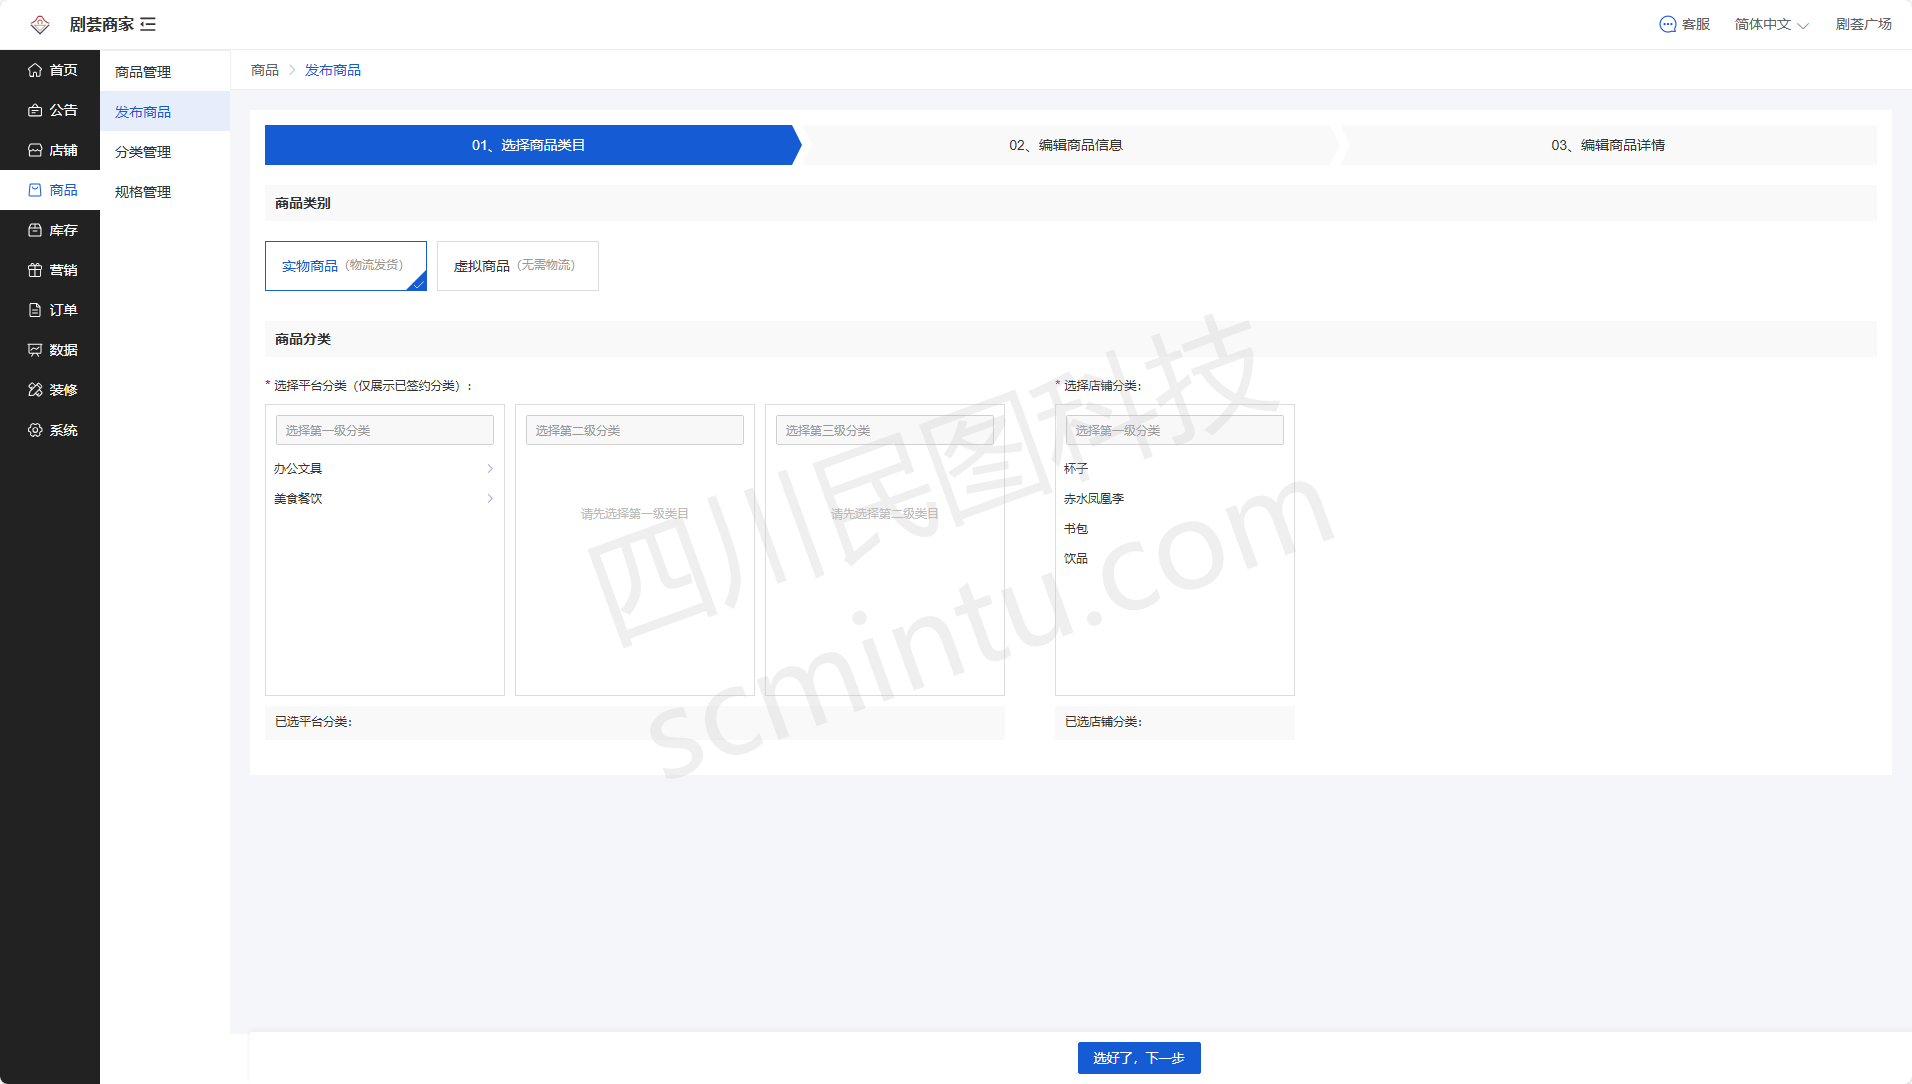 剧荟商家
客服 简体中文 剧荟广场
首页
公告
店铺
商品
库存
营销
订单
数据
装修
系统
商品管理
发布商品
分类管理
规格管理
商品 发布商品
01、选择商品类目 02、编辑商品信息 03、编辑商品详情
商品类别
实物商品（物流发货） 虚拟商品（无需物流）
商品分类
* 选择平台分类（仅展示已签约分类）：
选择第一级分类 选择第二级分类 选择第三级分类
办公文具
美食餐饮
请先选择第一级类目 请先选择第二级类目
已选平台分类：
* 选择店铺分类：
选择第一级分类
杯子
赤水凤凰李
书包
饮品
已选店铺分类：
四川民图科技
scmintu.com
选好了，下一步